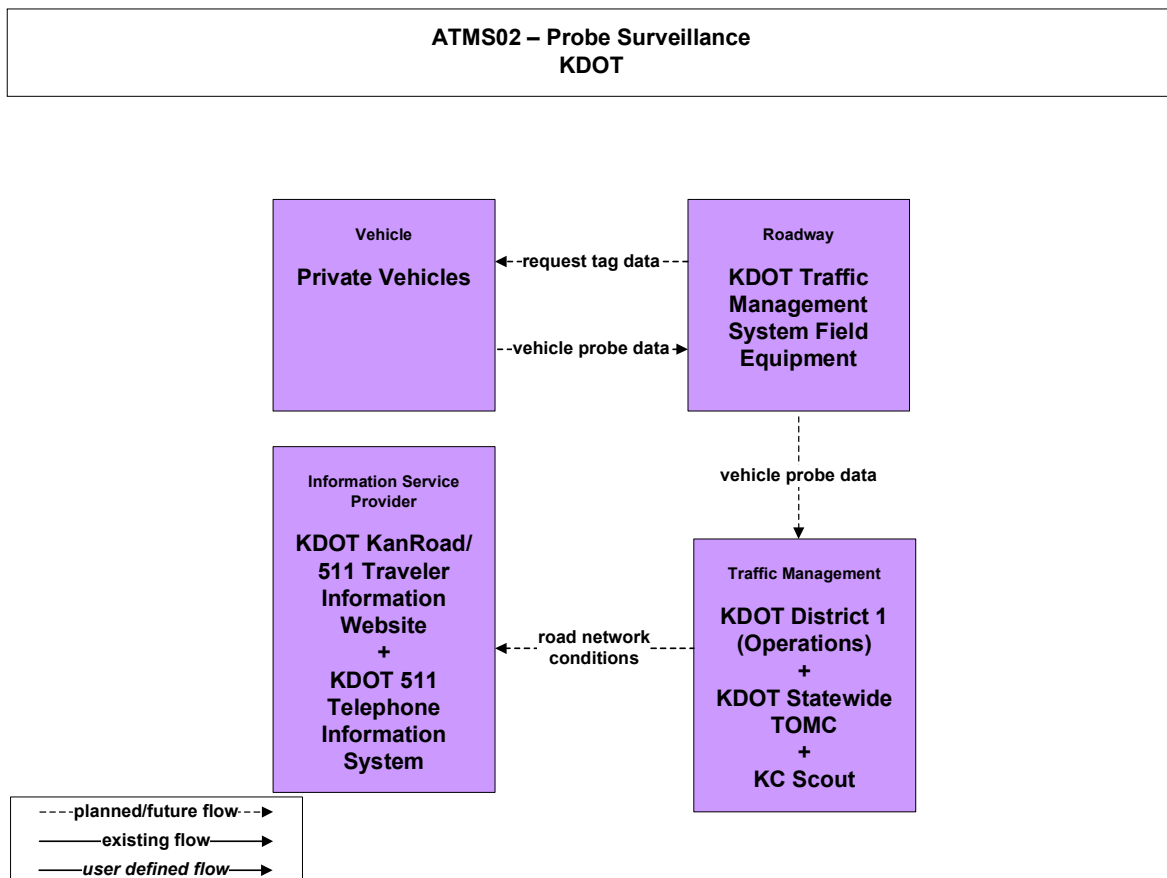 ATMS02 – Probe Surveillance
KDOT
Vehicle
Private Vehicles
request tag data
vehicle probe data
Roadway
KDOT Traffic
Management
System Field
Equipment
vehicle probe data
Information Service
Provider
KDOT KanRoad/
511 Traveler
Information
Website
+
KDOT 511
Telephone
Information
System
road network
conditions
Traffic Management
KDOT District 1
(Operations)
+
KDOT Statewide
TOMC
+
KC Scout
planned/future flow
existing flow
user defined flow